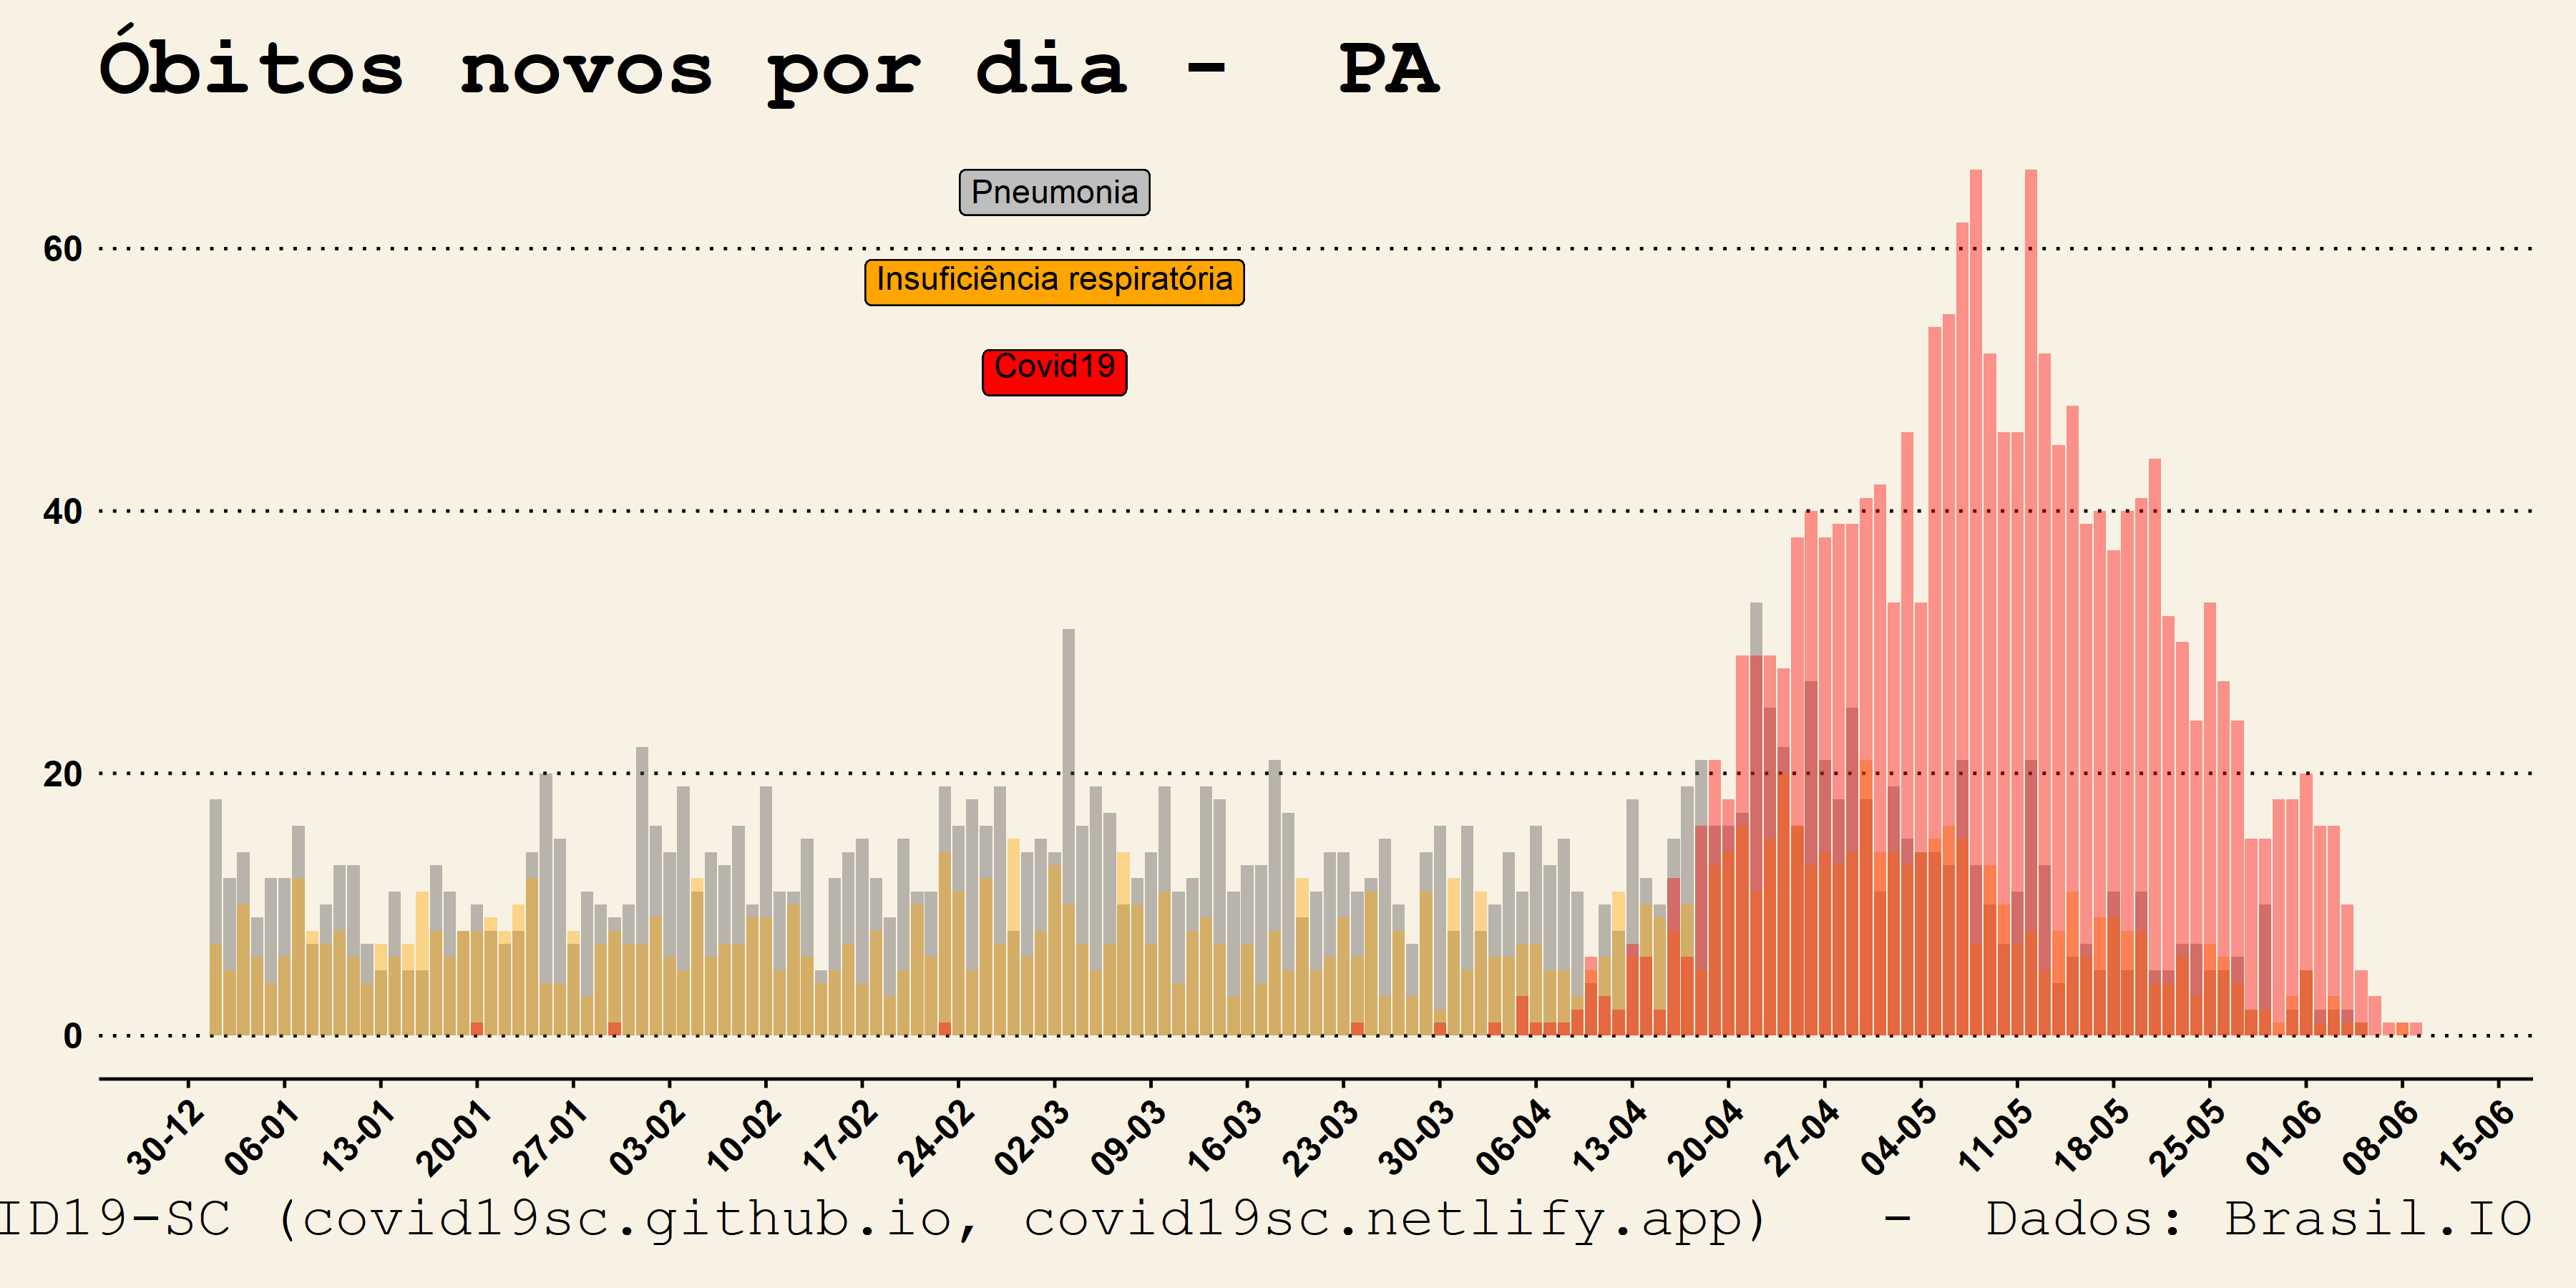 Óbitos novos por dia - PA
Pneumonia
60
Insuficiência respiratória
Covid19
40
20
0
30-12 06-01 13-01 20-01 27-01 03-02 10-02 17-02 24-02 02-03 09-03 16-03 23-03 30-03 06-04 13-04 20-04 27-04 04-05 11-05 18-05 25-05 01-06 08-06 15-06
ID19-SC (covid19sc.github.io, covid19sc.netlify.app) - Dados: Brasil.IO